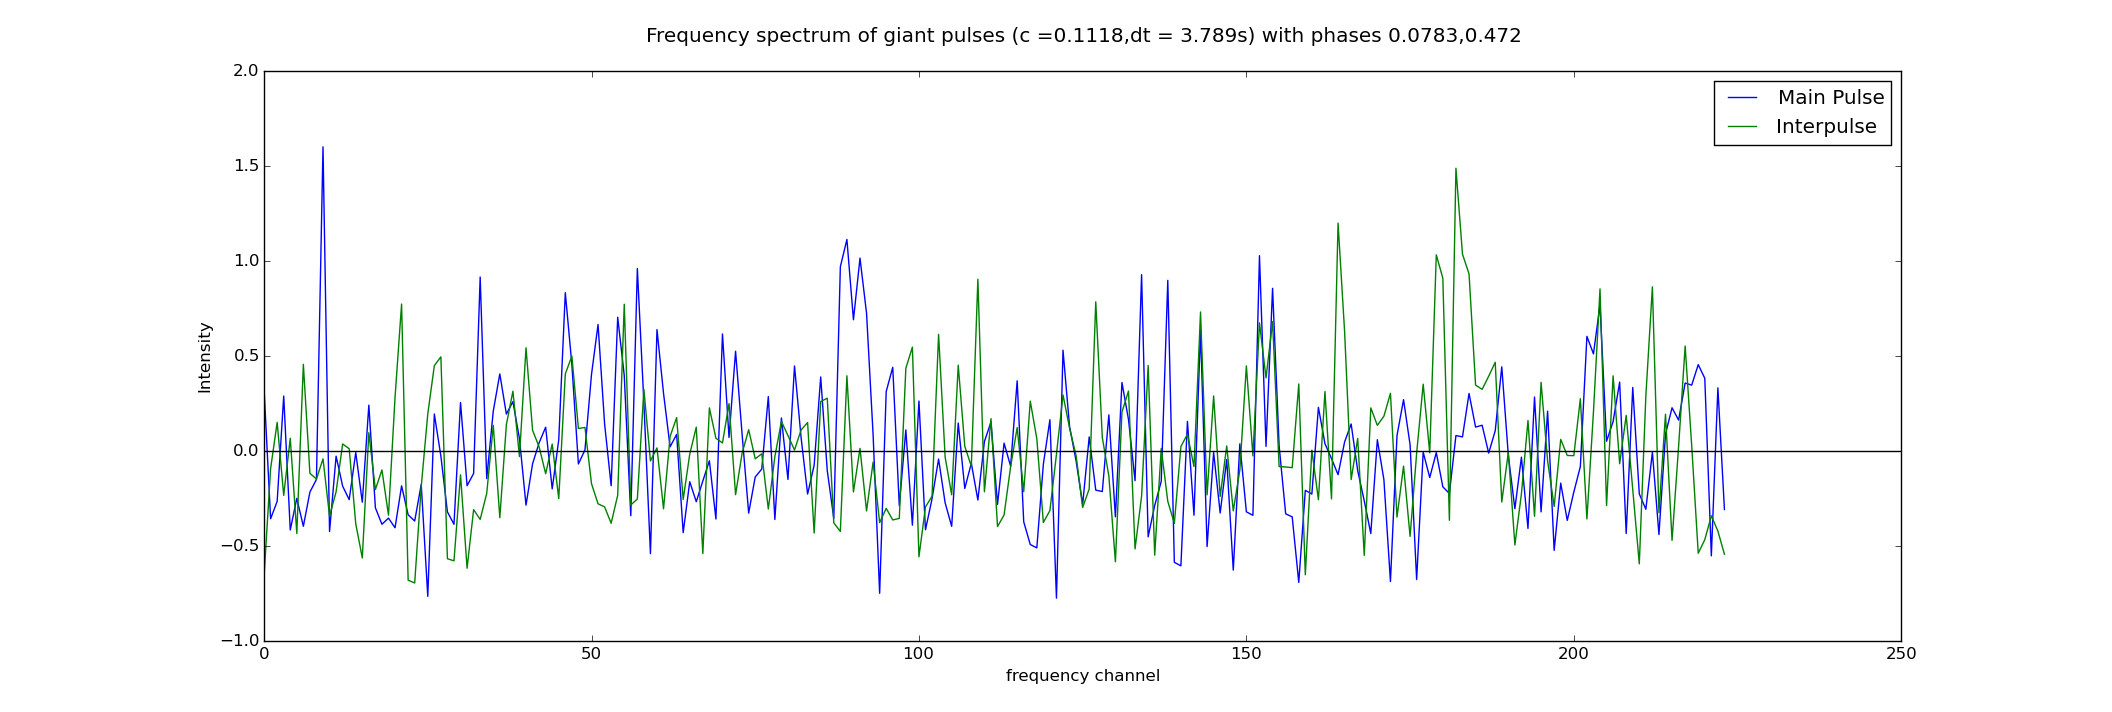 Frequency spectrum of giant pulses (c =0.1118,dt = 3.789s) with phases 0.0783,0.472
2.0
1.5
1.0
0.5
0.0
−0.5
−1.0
Intensity
Main Pulse
Interpulse
0 50 100 150 200 250
frequency channel